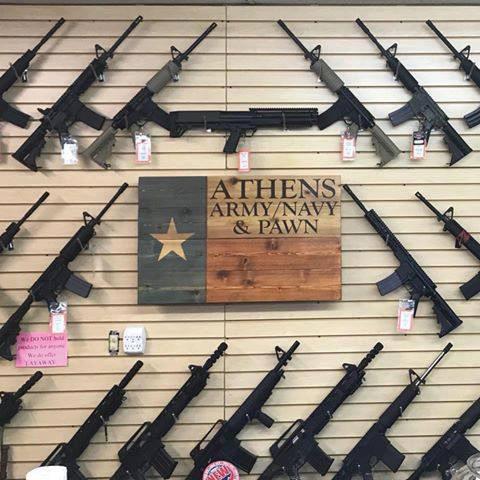 ATHENS
ARMY/NAVY
& PAWN
We DO NOT hold
products for anyone
We do offer
LAYAWAY